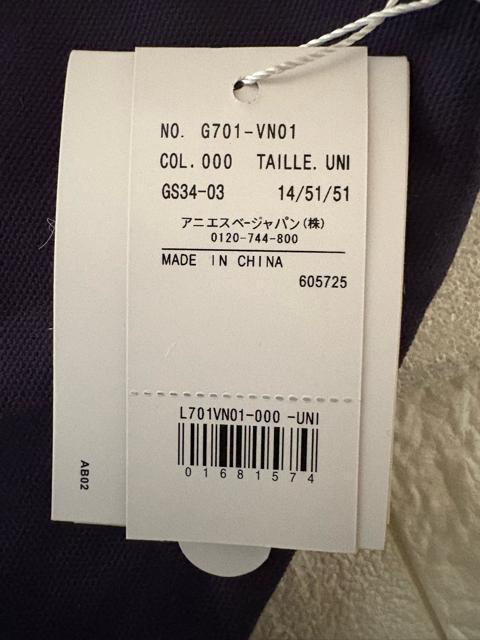 NO. G701-VN01
COL.000 TAILLE.UNI
GS34-03 14/51/51
アニエスベージャパン(株)
0120-744-800
MADE IN CHINA
605725
L701VN01-000 -UNI
01681574
AB02